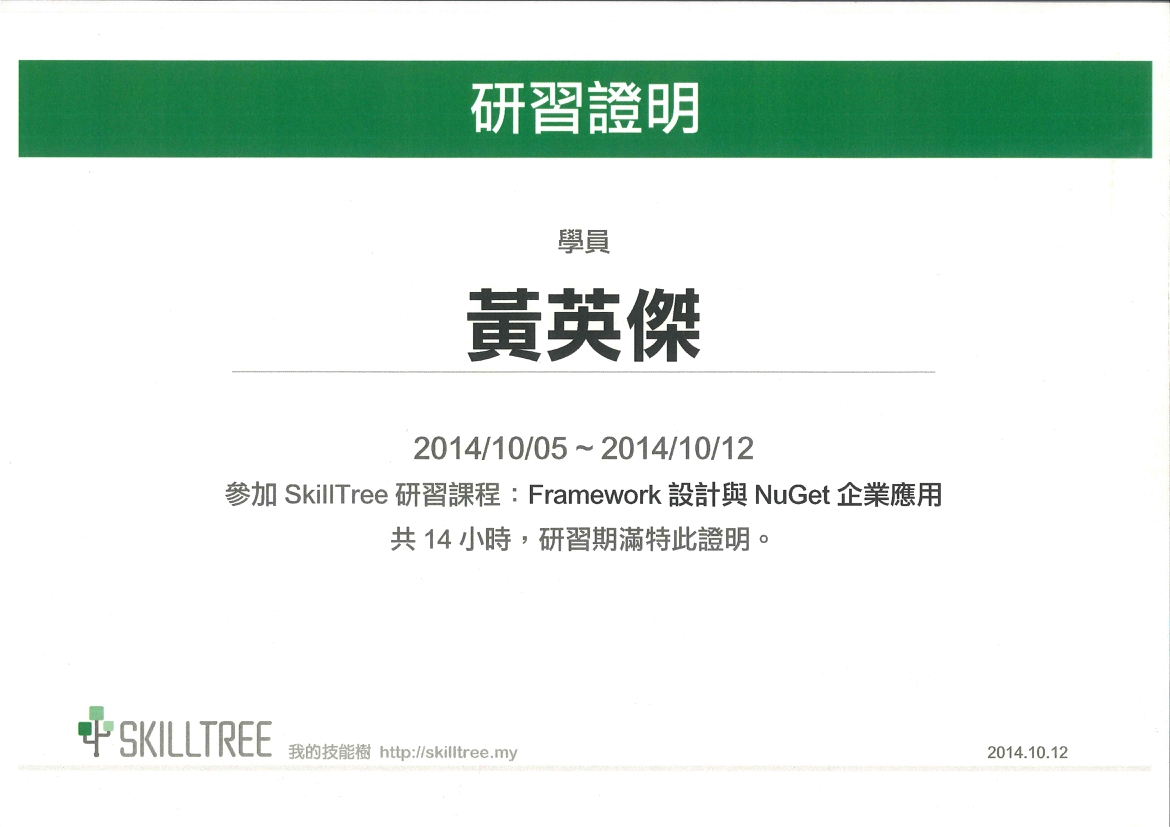 研習證明
學員
黃英傑
2014/10/05 ~ 2014/10/12
參加 SkillTree 研習課程：Framework 設計與 NuGet 企業應用
共 14 小時，研習期滿特此證明。
SKILLTREE 我的技能樹 http://skilltree.my
2014.10.12